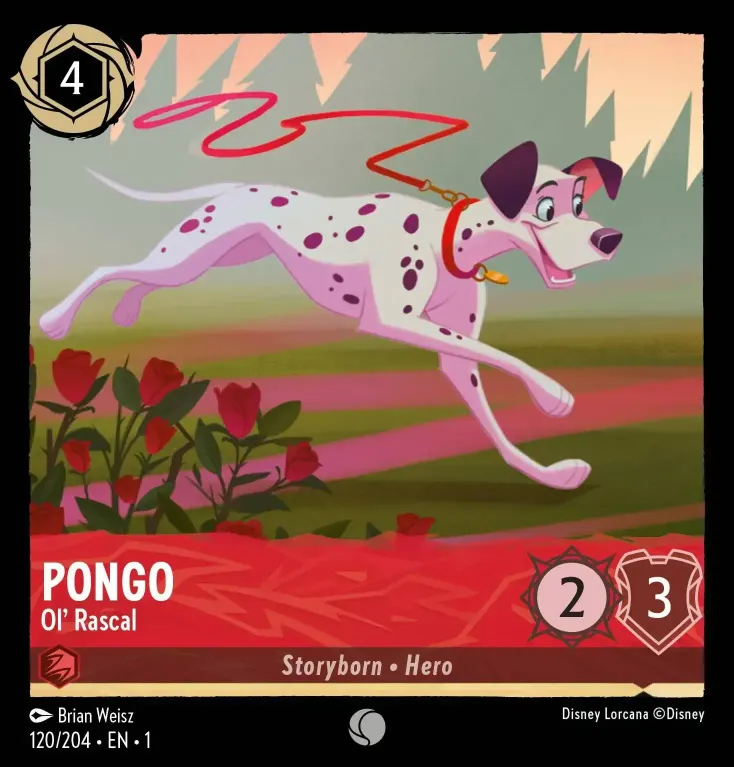 4
PONGO
Ol' Rascal
2
3
Storyborn • Hero
Brian Weisz
Disney Lorcana ©Disney
120/204 • EN • 1